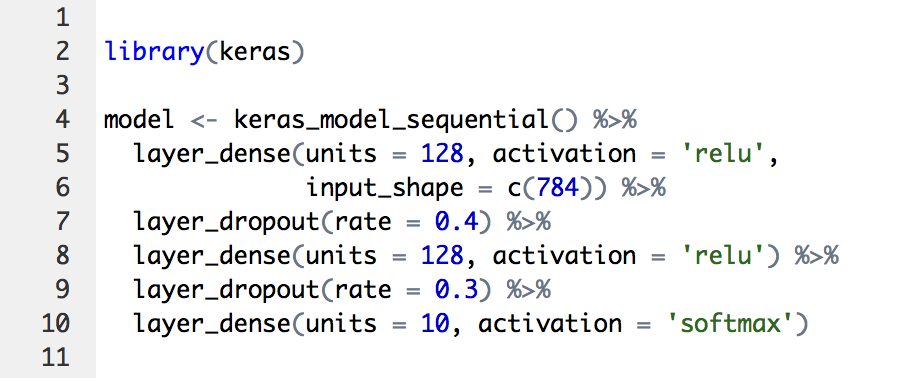 1
2 library(keras)
3
4 model <- keras_model_sequential() %>%
5   layer_dense(units = 128, activation = 'relu',
6               input_shape = c(784)) %>%
7   layer_dropout(rate = 0.4) %>%
8   layer_dense(units = 128, activation = 'relu') %>%
9   layer_dropout(rate = 0.3) %>%
10   layer_dense(units = 10, activation = 'softmax')
11